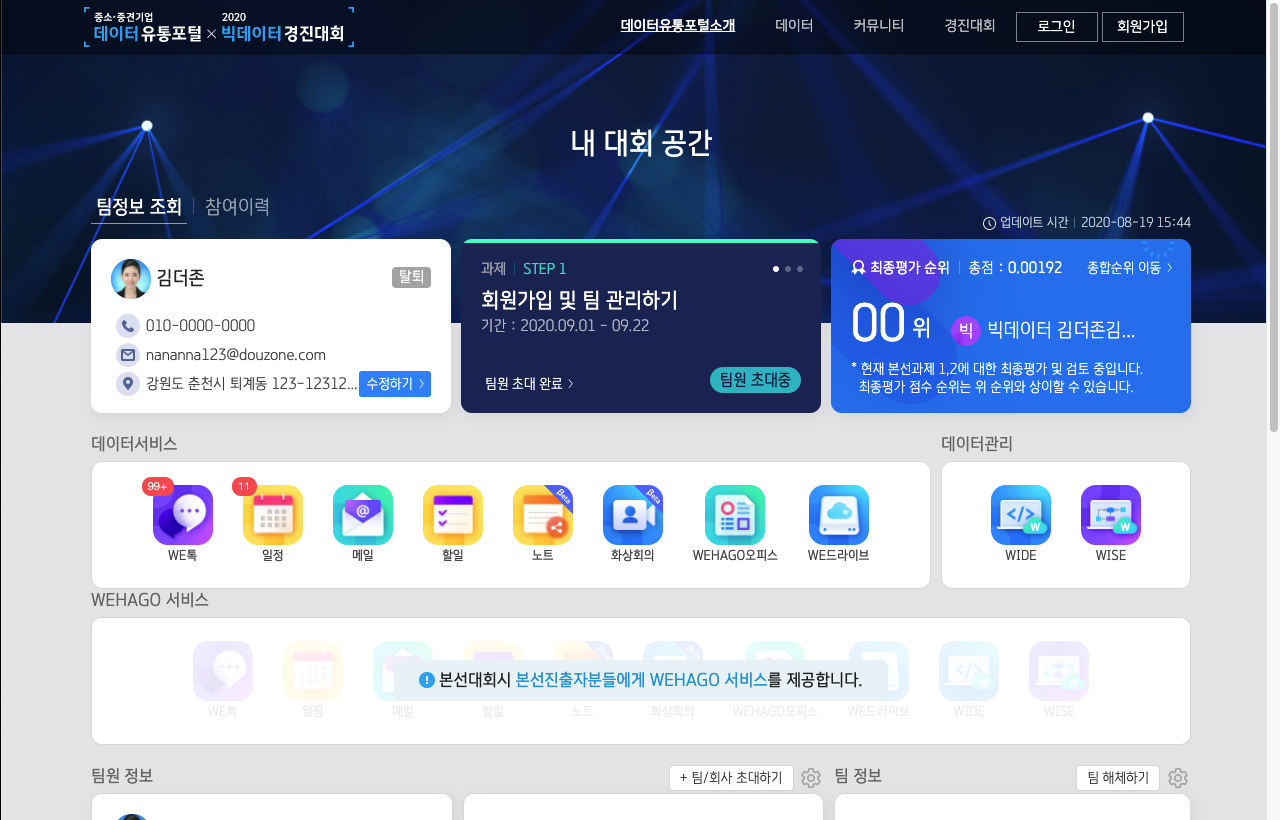 중소·중견기업 2020
데이터유통포털 × 빅데이터경진대회
데이터유통포털소개 데이터 커뮤니티 경진대회 로그인 회원가입
내 대회 공간
팀정보 조회 참여이력
업데이트 시간 2020-08-19 15:44
김더존 탈퇴
010-0000-0000
nananna123@douzone.com
강원도 춘천시 퇴계동 123-12312... 수정하기 >
과제 STEP 1
회원가입 및 팀 관리하기
기간 : 2020.09.01 - 09.22
팀원 초대 완료 > 팀원 초대중
최종평가 순위 총점 : 0.00192 종합순위 이동 >
00 위 빅 빅데이터 김더존김...
* 현재 본선과제 1,2에 대한 최종평가 및 검토 중입니다.
최종평가 점수 순위는 위 순위와 상이할 수 있습니다.
데이터서비스 데이터관리
99+ 11 @ Beta Beta </> W W
WE톡 일정 메일 할일 노트 화상회의 WEHAGO오피스 WE드라이브 WIDE WISE
WEHAGO 서비스
본선대회시 본선진출자분들에게 WEHAGO 서비스를 제공합니다.
WE톡 일정 메일 할일 노트 화상회의 WEHAGO오피스 WE드라이브 WIDE WISE
팀원 정보 + 팀/회사 초대하기 팀 정보 팀 해체하기